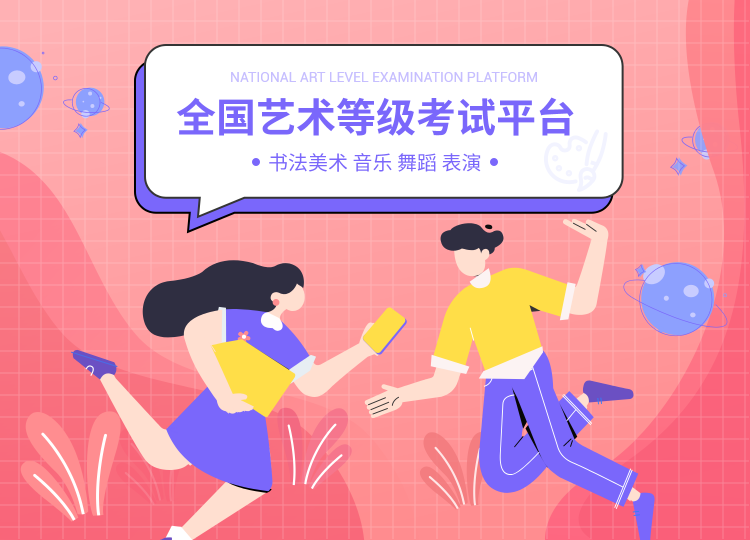 NATIONAL ART LEVEL EXAMINATION PLATFORM
全国艺术等级考试平台
• 书法美术 音乐 舞蹈 表演 •